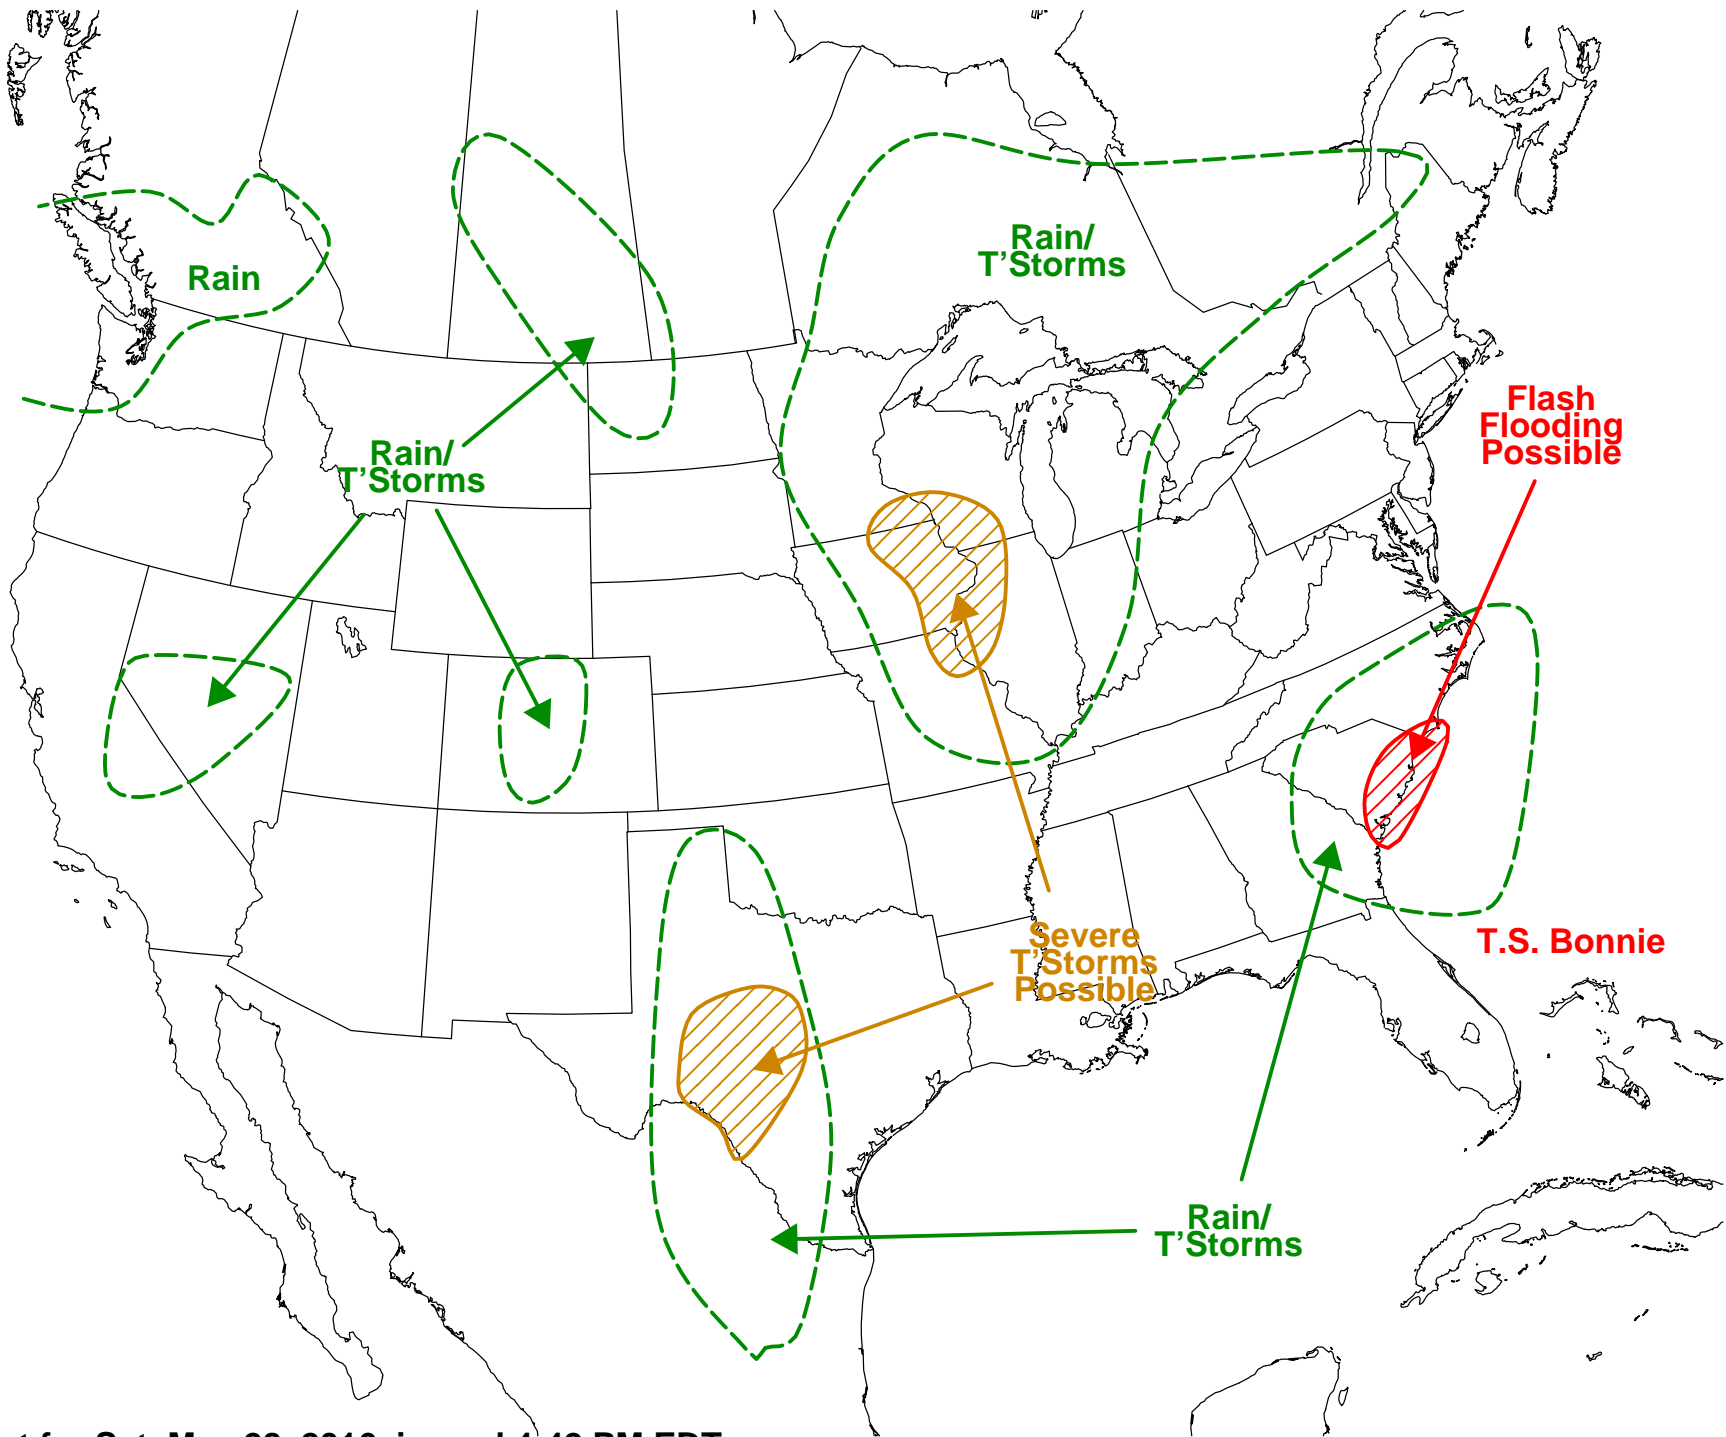 Rain/
T'Storms
Rain
Flash
Flooding
Possible
Rain/
T'Storms
Severe
T'Storms
Possible
T.S. Bonnie
Rain/
T'Storms